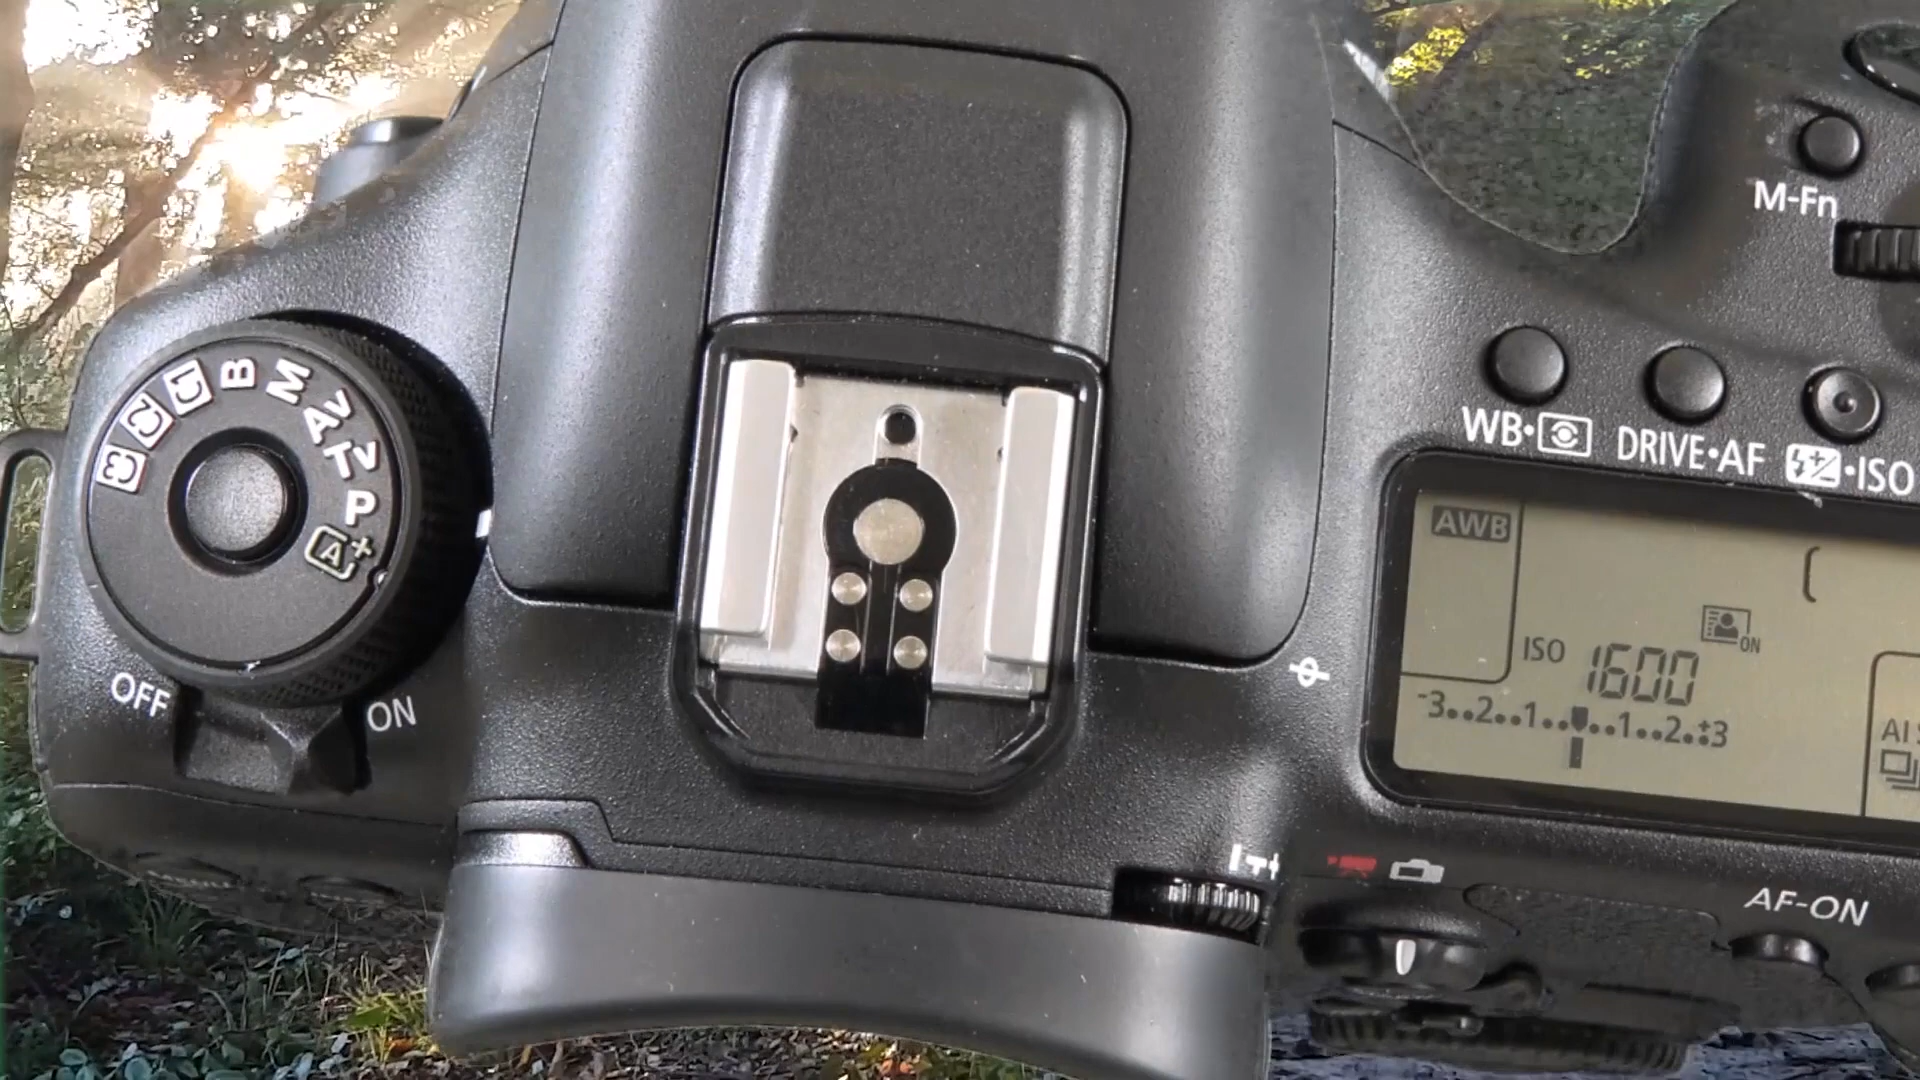 M-Fn
C3
C2
C1
B
M
Av
Tv
P
A+
WB•
DRIVE•AF
•ISO
AWB
ISO 1600
ON
-3..2..1..▼..1..2.+3
AI S
OFF
ON
AF-ON